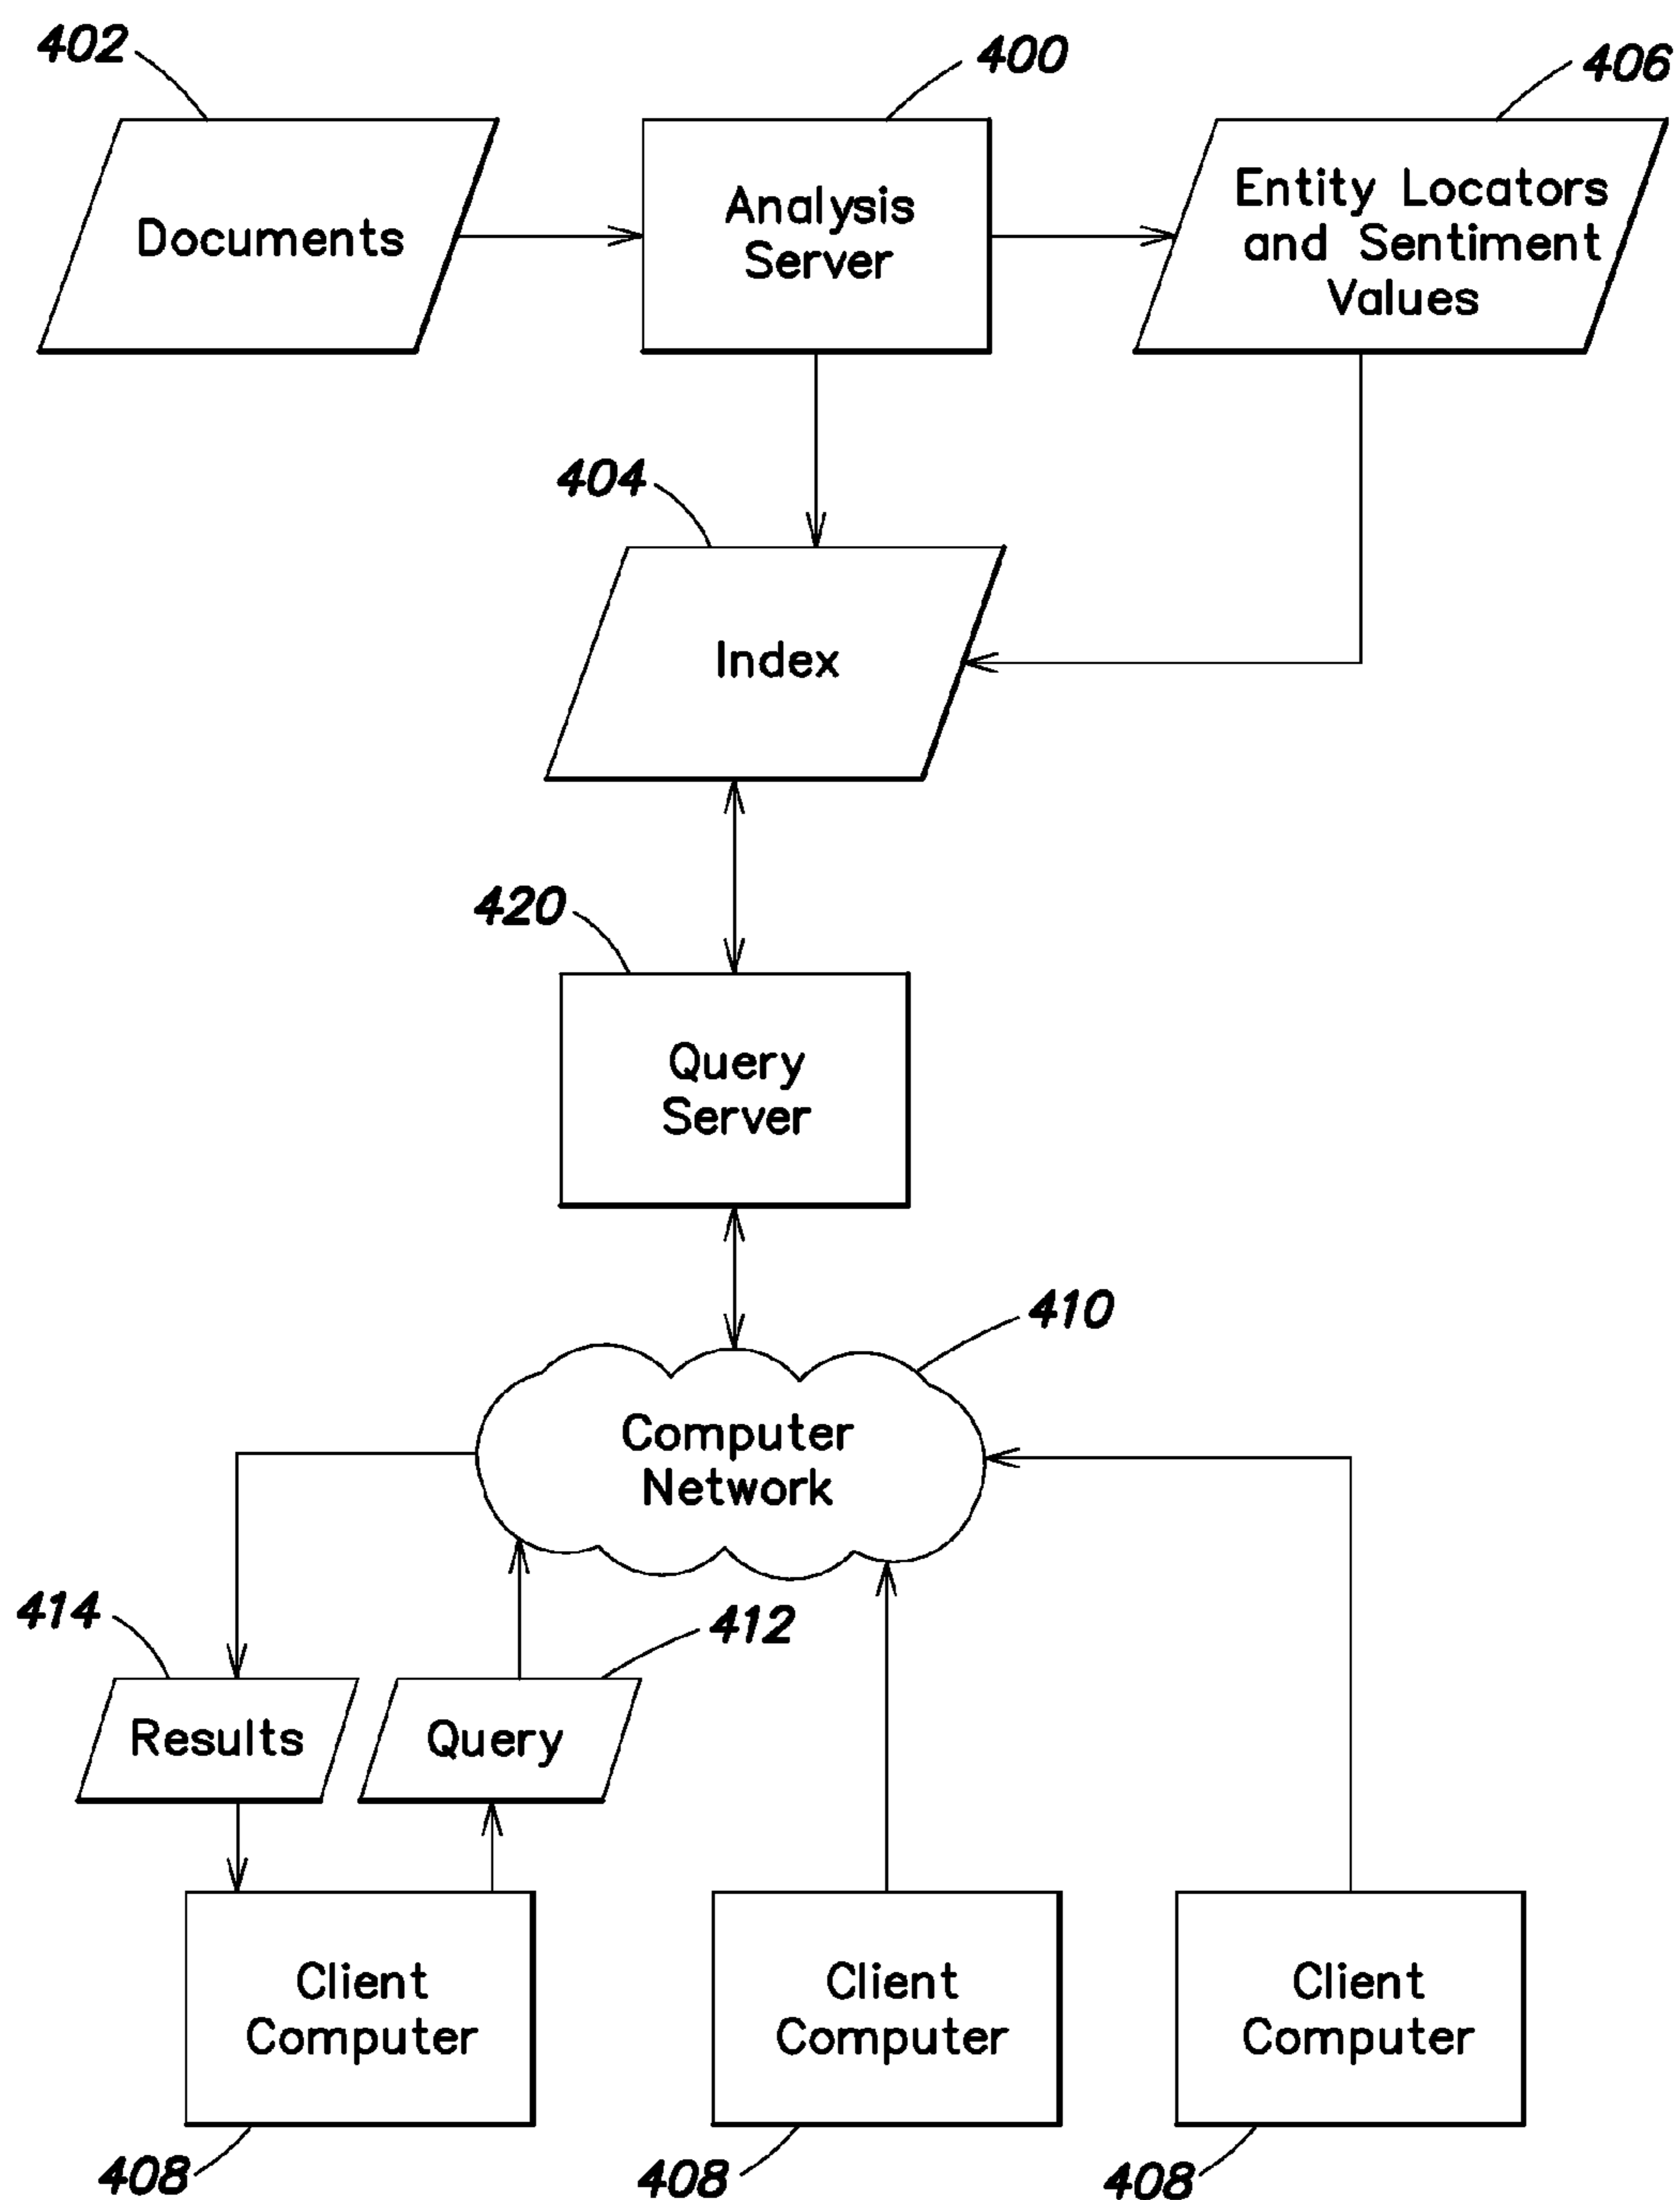 402
400
406
Documents
Analysis
Server
Entity Locators
and Sentiment
Values
404
Index
420
Query
Server
410
Computer
Network
414
412
Results
Query
Client
Computer
Client
Computer
Client
Computer
408
408
408